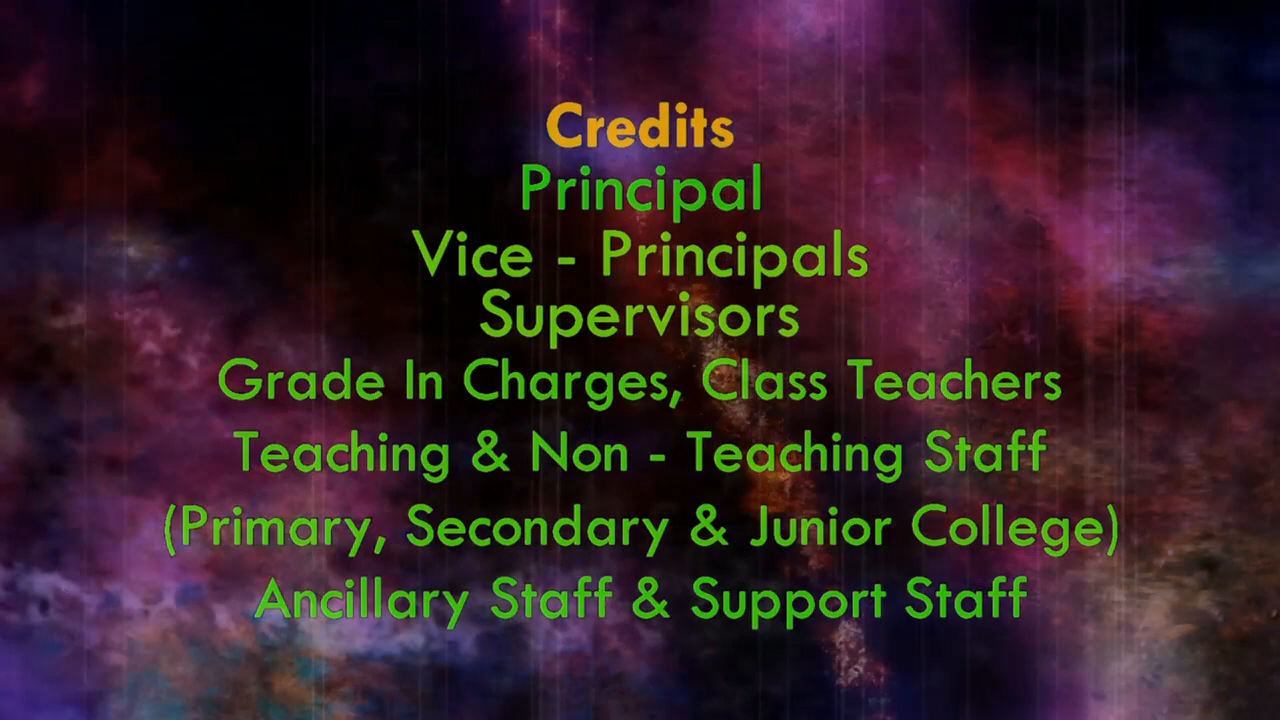 Credits
Principal
Vice - Principals
Supervisors
Grade In Charges, Class Teachers
Teaching & Non - Teaching Staff
(Primary, Secondary & Junior College)
Ancillary Staff & Support Staff